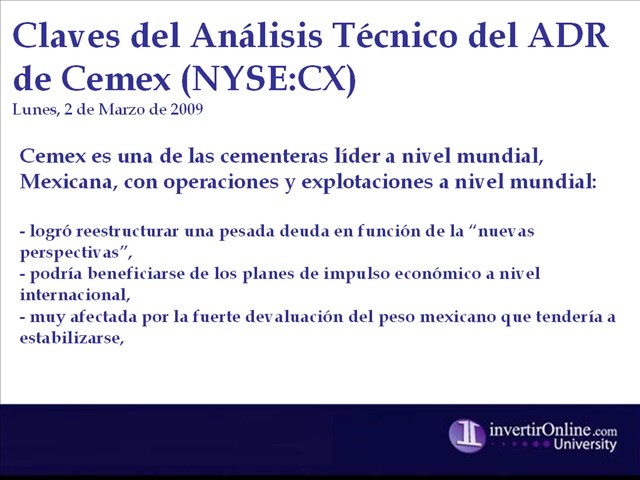 Claves del Análisis Técnico del ADR
de Cemex (NYSE:CX)
Lunes, 2 de Marzo de 2009
Cemex es una de las cementeras líder a nivel mundial,
Mexicana, con operaciones y explotaciones a nivel mundial:
- logró reestructurar una pesada deuda en función de la “nuevas
perspectivas”,
- podría beneficiarse de los planes de impulso económico a nivel
internacional,
- muy afectada por la fuerte devaluación del peso mexicano que tendería a
estabilizarse,
invertirOnline.com
University